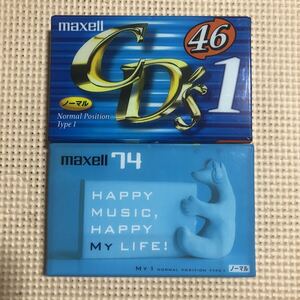 maxell
46
CD's 1
ノーマル
Normal Position
Type I
maxell 74
HAPPY
MUSIC,
HAPPY
MY LIFE!
MY 1 NORMAL POSITION TYPE I ノーマル